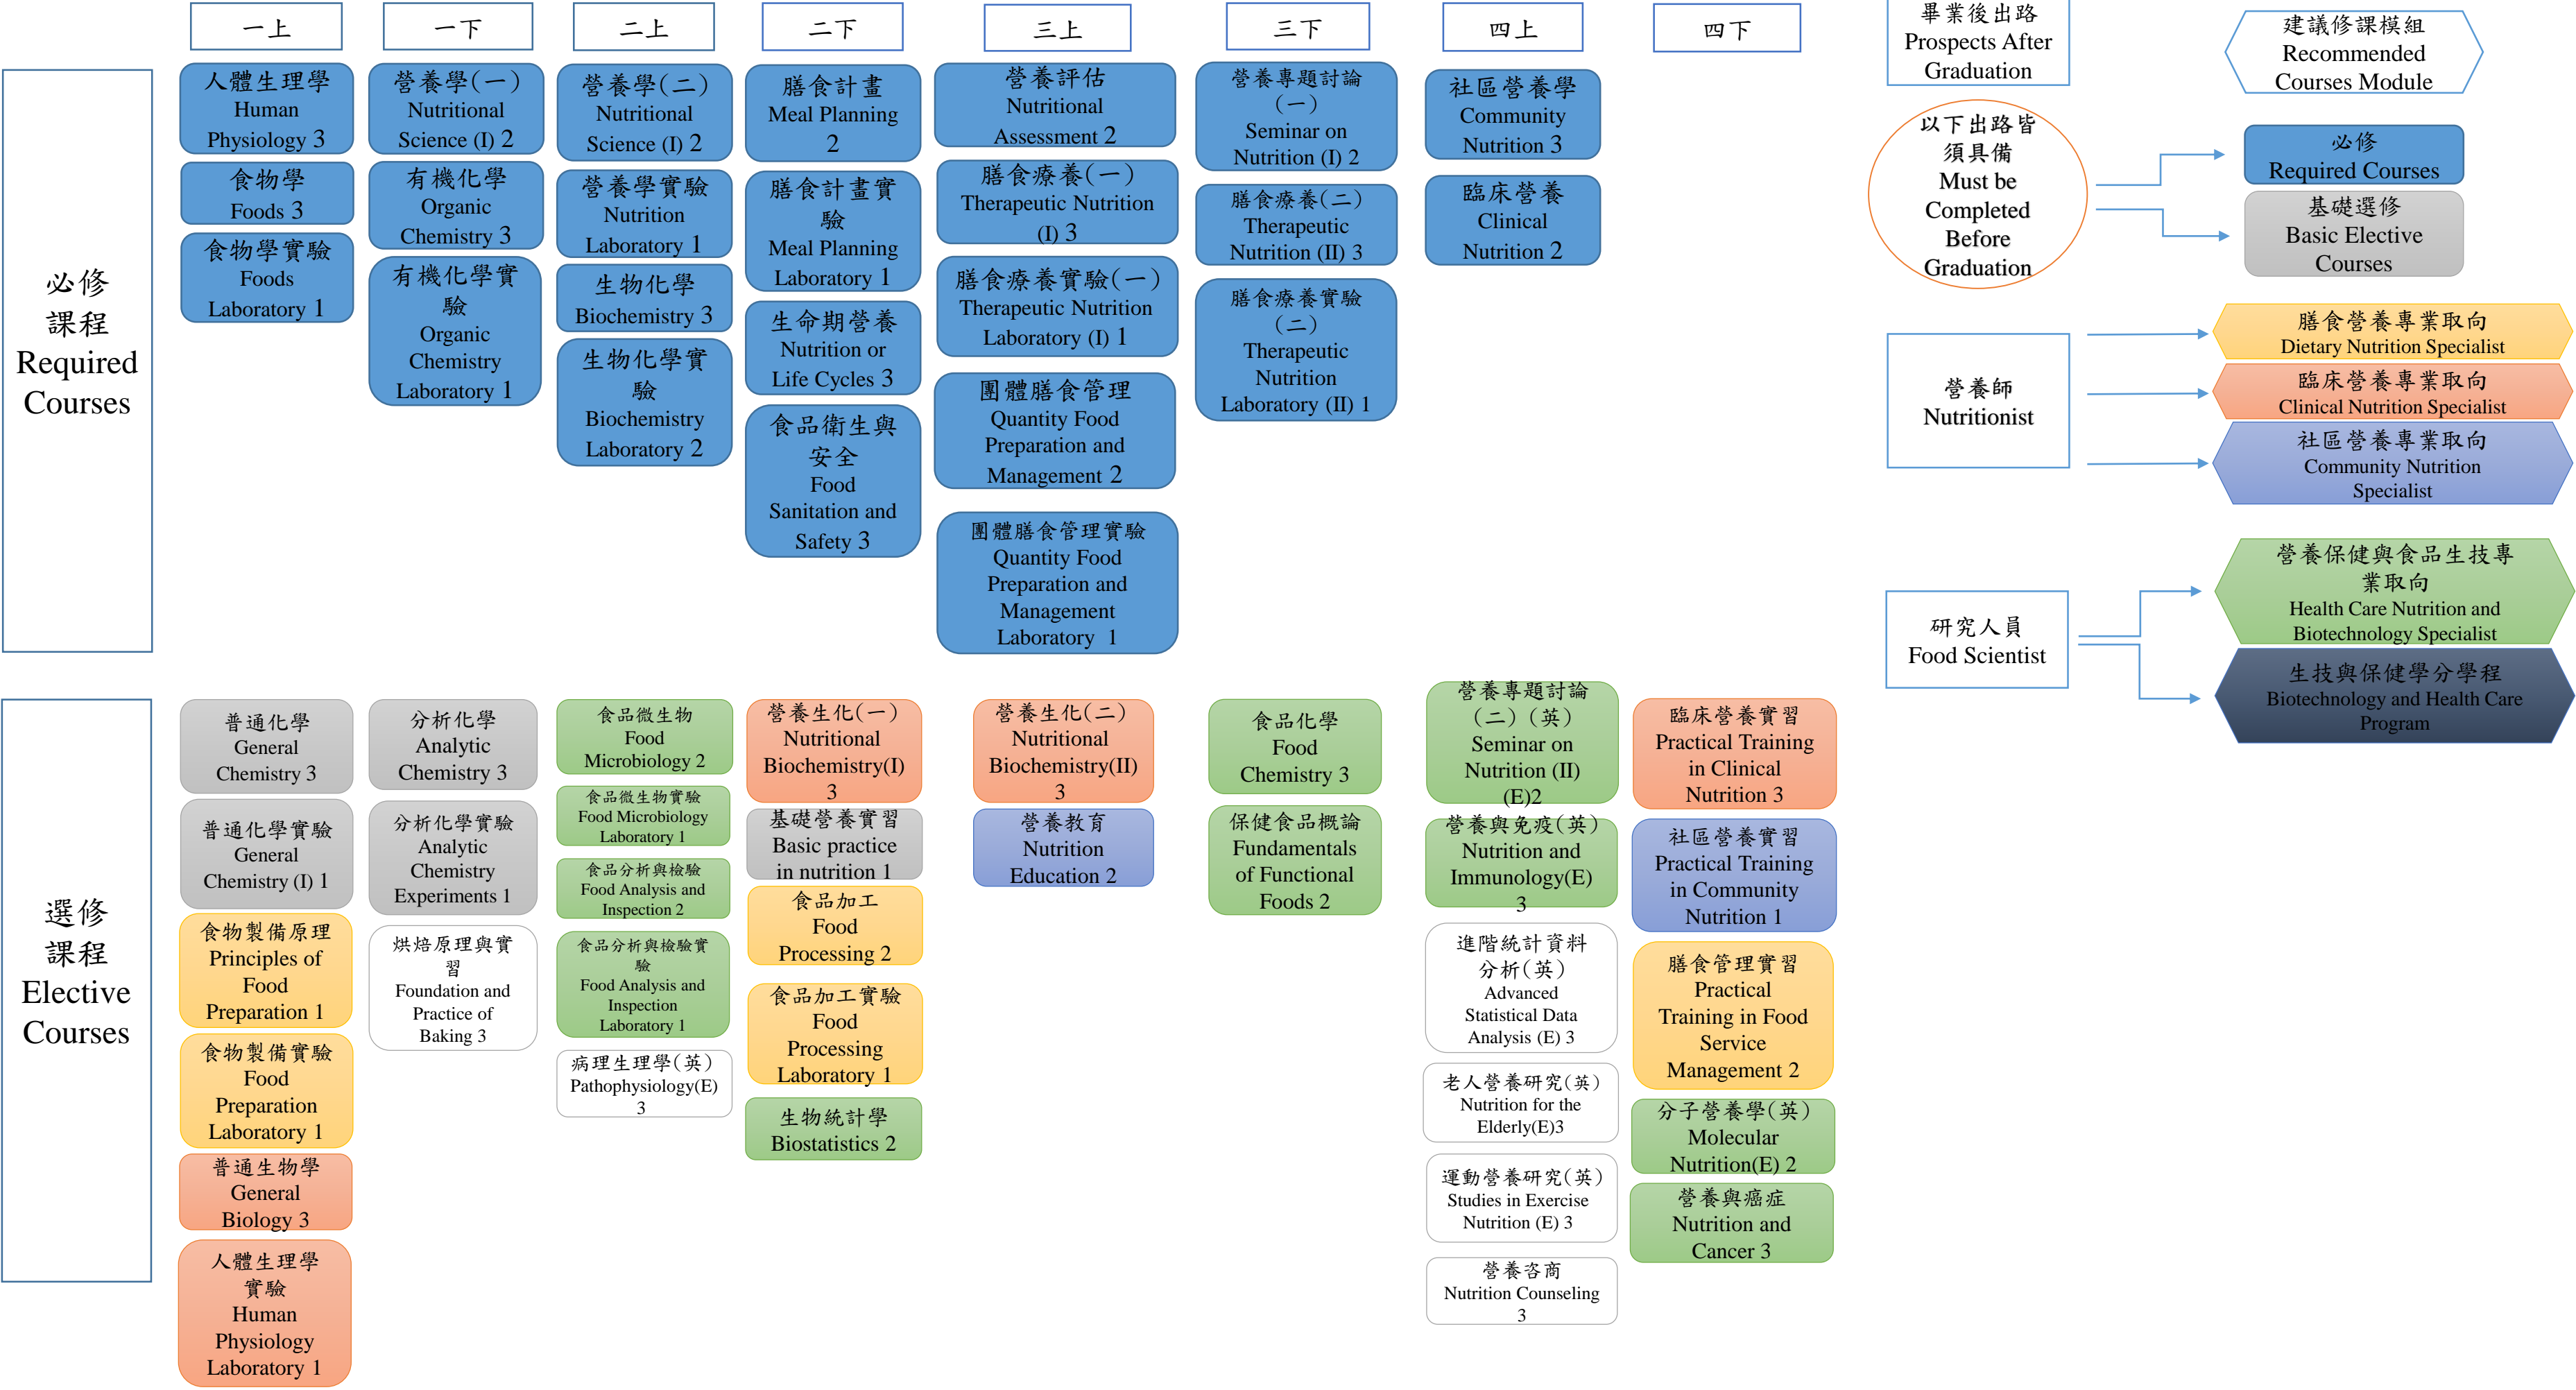 一上
一下
二上
二下
三上
三下
四上
四下
畢業後出路
Prospects After
Graduation
建議修課模組
Recommended
Courses Module
必修
課程
Required
Courses
人體生理學
Human
Physiology 3
食物學
Foods 3
食物學實驗
Foods
Laboratory 1
營養學(一)
Nutritional
Science (I) 2
有機化學
Organic
Chemistry 3
有機化學實
驗
Organic
Chemistry
Laboratory 1
營養學(二)
Nutritional
Science (I) 2
營養學實驗
Nutrition
Laboratory 1
生物化學
Biochemistry 3
生物化學實
驗
Biochemistry
Laboratory 2
膳食計畫
Meal Planning
2
膳食計畫實
驗
Meal Planning
Laboratory 1
生命期營養
Nutrition or
Life Cycles 3
食品衛生與
安全
Food
Sanitation and
Safety 3
營養評估
Nutritional
Assessment 2
膳食療養(一)
Therapeutic Nutrition
(I) 3
膳食療養實驗(一)
Therapeutic Nutrition
Laboratory (I) 1
團體膳食管理
Quantity Food
Preparation and
Management 2
團體膳食管理實驗
Quantity Food
Preparation and
Management
Laboratory 1
營養專題討論
(一)
Seminar on
Nutrition (I) 2
膳食療養(二)
Therapeutic
Nutrition (II) 3
膳食療養實驗
(二)
Therapeutic
Nutrition
Laboratory (II) 1
社區營養學
Community
Nutrition 3
臨床營養
Clinical
Nutrition 2
以下出路皆
須具備
Must be
Completed
Before
Graduation
必修
Required Courses
基礎選修
Basic Elective
Courses
營養師
Nutritionist
膳食營養專業取向
Dietary Nutrition Specialist
臨床營養專業取向
Clinical Nutrition Specialist
社區營養專業取向
Community Nutrition
Specialist
研究人員
Food Scientist
營養保健與食品生技專
業取向
Health Care Nutrition and
Biotechnology Specialist
生技與保健學分學程
Biotechnology and Health Care
Program
選修
課程
Elective
Courses
普通化學
General
Chemistry 3
普通化學實驗
General
Chemistry (I) 1
食物製備原理
Principles of
Food
Preparation 1
食物製備實驗
Food
Preparation
Laboratory 1
普通生物學
General
Biology 3
人體生理學
實驗
Human
Physiology
Laboratory 1
分析化學
Analytic
Chemistry 3
分析化學實驗
Analytic
Chemistry
Experiments 1
烘焙原理與實
習
Foundation and
Practice of
Baking 3
食品微生物
Food
Microbiology 2
食品微生物實驗
Food Microbiology
Laboratory 1
食品分析與檢驗
Food Analysis and
Inspection 2
食品分析與檢驗實
驗
Food Analysis and
Inspection
Laboratory 1
病理生理學(英)
Pathophysiology(E)
3
營養生化(一)
Nutritional
Biochemistry(I)
3
基礎營養實習
Basic practice
in nutrition 1
食品加工
Food
Processing 2
食品加工實驗
Food
Processing
Laboratory 1
生物統計學
Biostatistics 2
營養生化(二)
Nutritional
Biochemistry(II)
3
營養教育
Nutrition
Education 2
食品化學
Food
Chemistry 3
保健食品概論
Fundamentals
of Functional
Foods 2
營養專題討論
(二)(英)
Seminar on
Nutrition (II)
(E)2
營養與免疫(英)
Nutrition and
Immunology(E)
3
進階統計資料
分析(英)
Advanced
Statistical Data
Analysis (E) 3
老人營養研究(英)
Nutrition for the
Elderly(E)3
運動營養研究(英)
Studies in Exercise
Nutrition (E) 3
營養咨商
Nutrition Counseling
3
臨床營養實習
Practical Training
in Clinical
Nutrition 3
社區營養實習
Practical Training
in Community
Nutrition 1
膳食管理實習
Practical
Training in Food
Service
Management 2
分子營養學(英)
Molecular
Nutrition(E) 2
營養與癌症
Nutrition and
Cancer 3